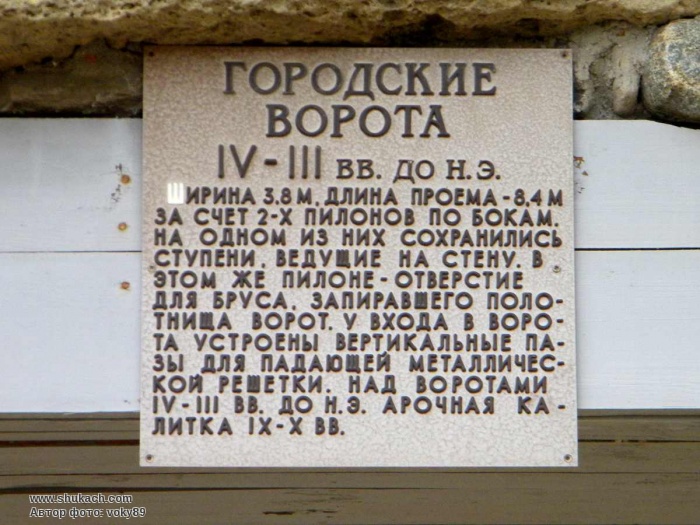 ГОРОДСКИЕ
ВОРОТА
IV-III ВВ. ДО Н.Э.
ШИРИНА 3.8 М, ДЛИНА ПРОЕМА - 8.4 М
ЗА СЧЕТ 2-Х ПИЛОНОВ ПО БОКАМ.
НА ОДНОМ ИЗ НИХ СОХРАНИЛИСЬ
СТУПЕНИ, ВЕДУЩИЕ НА СТЕНУ. В
ЭТОМ ЖЕ ПИЛОНЕ - ОТВЕРСТИЕ
ДЛЯ БРУСА, ЗАПИРАВШЕГО ПОЛО-
ТНИЩА ВОРОТ. У ВХОДА В ВОРО-
ТА УСТРОЕНЫ ВЕРТИКАЛЬНЫЕ ПА-
ЗЫ ДЛЯ ПАДАЮЩЕЙ МЕТАЛЛИЧЕС-
КОЙ РЕШЕТКИ. НАД ВОРОТАМИ
IV-III ВВ. ДО Н.Э. АРОЧНАЯ КА-
ЛИТКА IX-X ВВ.
www.shukach.com
Автор фото: voky89